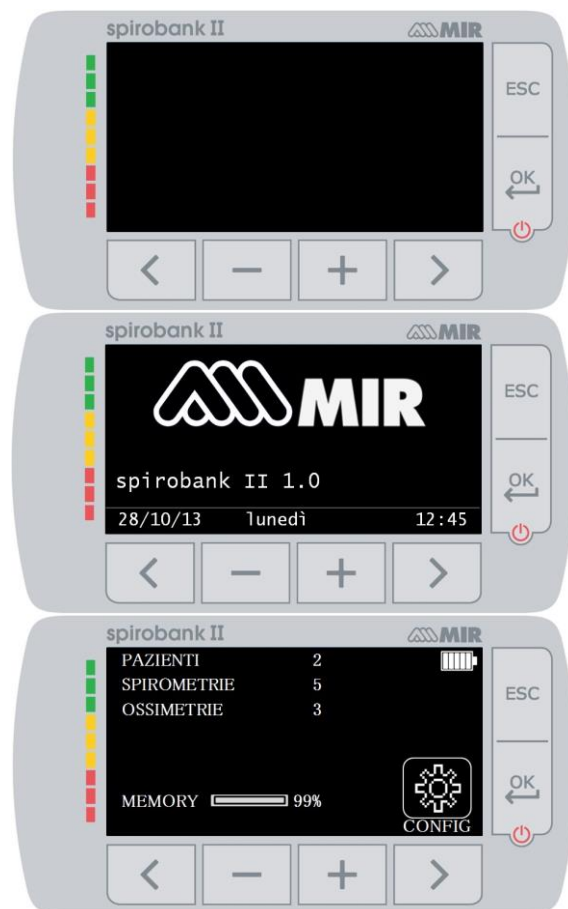 spirobank II MIR
ESC
OK
spirobank II MIR
MIR
ESC
spirobank II 1.0
OK
28/10/13 lunedì 12:45
spirobank II MIR
PAZIENTI 2
SPIROMETRIE 5
ESC
OSSIMETRIE 3
OK
MEMORY 99%
CONFIG